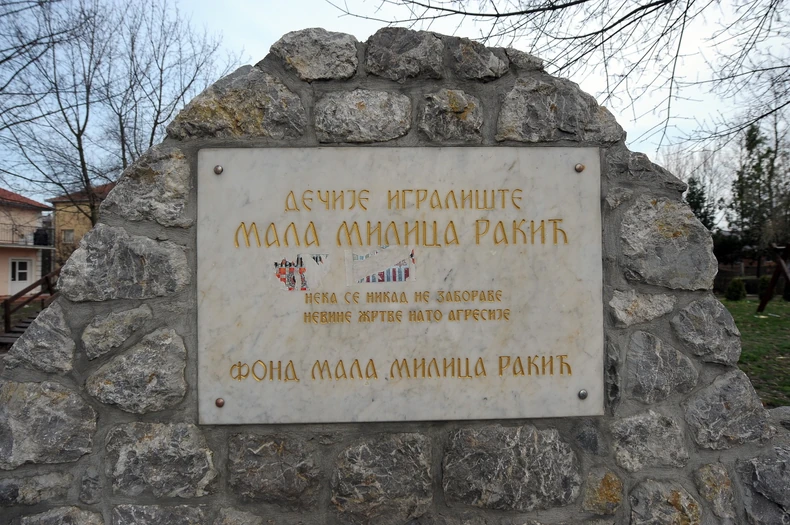 ДЕЧИЈЕ ИГРАЛИШТЕ
МАЛА МИЛИЦА РАКИЋ
НЕКА СЕ НИКАД НЕ ЗАБОРАВЕ
НЕВИНЕ ЖРТВЕ НАТО АГРЕСИЈЕ
ФОНД МАЛА МИЛИЦА РАКИЋ